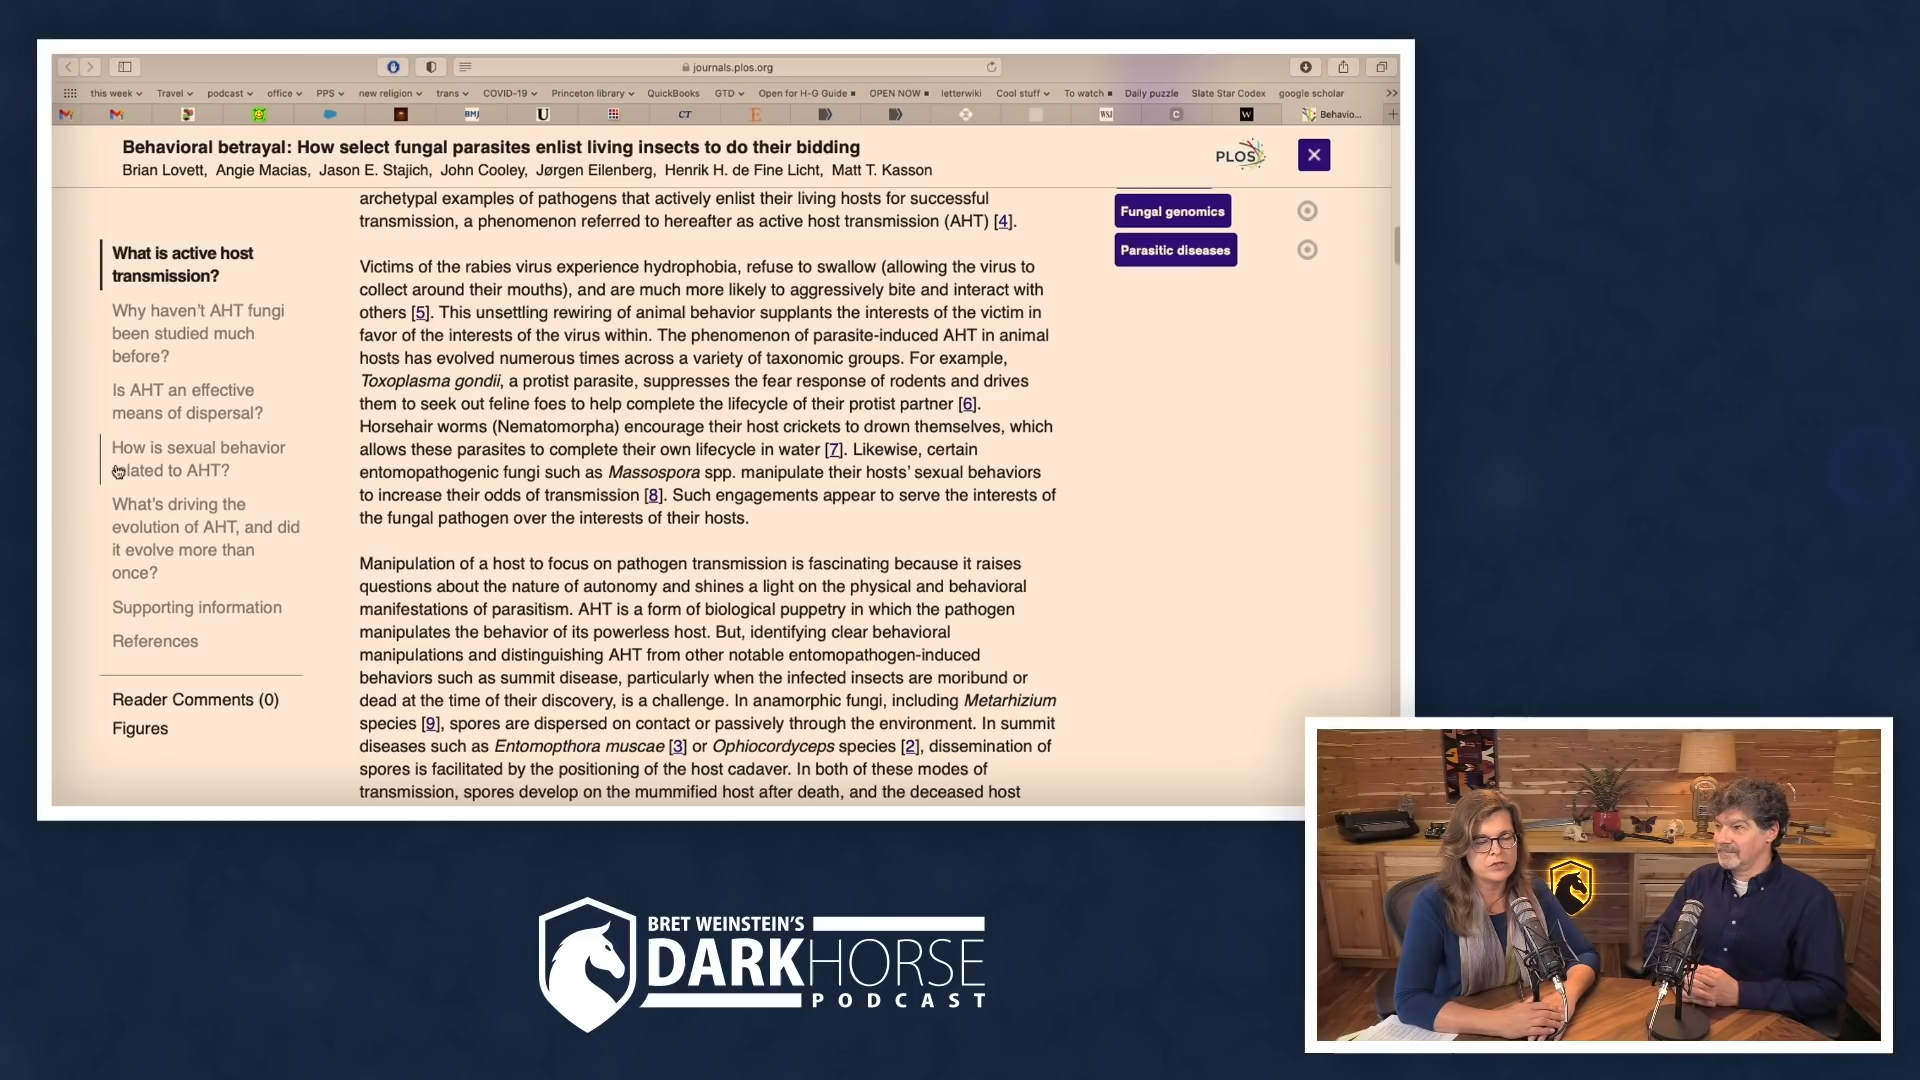 journals.plos.org
this week Travel podcast office PPS new religion trans COVID-19 Princeton library QuickBooks GTD Open for H-G Guide OPEN NOW letterwiki Cool stuff To watch Daily puzzle Slate Star Codex google scholar
BMJ U CT E WSJ C W Behavio...
Behavioral betrayal: How select fungal parasites enlist living insects to do their bidding
Brian Lovett, Angie Macias, Jason E. Stajich, John Cooley, Jørgen Eilenberg, Henrik H. de Fine Licht, Matt T. Kasson
PLOS
What is active host
transmission?
Why haven't AHT fungi
been studied much
before?
Is AHT an effective
means of dispersal?
How is sexual behavior
related to AHT?
What's driving the
evolution of AHT, and did
it evolve more than
once?
Supporting information
References
Reader Comments (0)
Figures
archetypal examples of pathogens that actively enlist their living hosts for successful
transmission, a phenomenon referred to hereafter as active host transmission (AHT) [4].
Victims of the rabies virus experience hydrophobia, refuse to swallow (allowing the virus to
collect around their mouths), and are much more likely to aggressively bite and interact with
others [5]. This unsettling rewiring of animal behavior supplants the interests of the victim in
favor of the interests of the virus within. The phenomenon of parasite-induced AHT in animal
hosts has evolved numerous times across a variety of taxonomic groups. For example,
Toxoplasma gondii, a protist parasite, suppresses the fear response of rodents and drives
them to seek out feline foes to help complete the lifecycle of their protist partner [6].
Horsehair worms (Nematomorpha) encourage their host crickets to drown themselves, which
allows these parasites to complete their own lifecycle in water [7]. Likewise, certain
entomopathogenic fungi such as Massospora spp. manipulate their hosts' sexual behaviors
to increase their odds of transmission [8]. Such engagements appear to serve the interests of
the fungal pathogen over the interests of their hosts.
Manipulation of a host to focus on pathogen transmission is fascinating because it raises
questions about the nature of autonomy and shines a light on the physical and behavioral
manifestations of parasitism. AHT is a form of biological puppetry in which the pathogen
manipulates the behavior of its powerless host. But, identifying clear behavioral
manipulations and distinguishing AHT from other notable entomopathogen-induced
behaviors such as summit disease, particularly when the infected insects are moribund or
dead at the time of their discovery, is a challenge. In anamorphic fungi, including Metarhizium
species [9], spores are dispersed on contact or passively through the environment. In summit
diseases such as Entomopthora muscae [3] or Ophiocordyceps species [2], dissemination of
spores is facilitated by the positioning of the host cadaver. In both of these modes of
transmission, spores develop on the mummified host after death, and the deceased host
Fungal genomics
Parasitic diseases
BRET WEINSTEIN'S
DARKHORSE
PODCAST